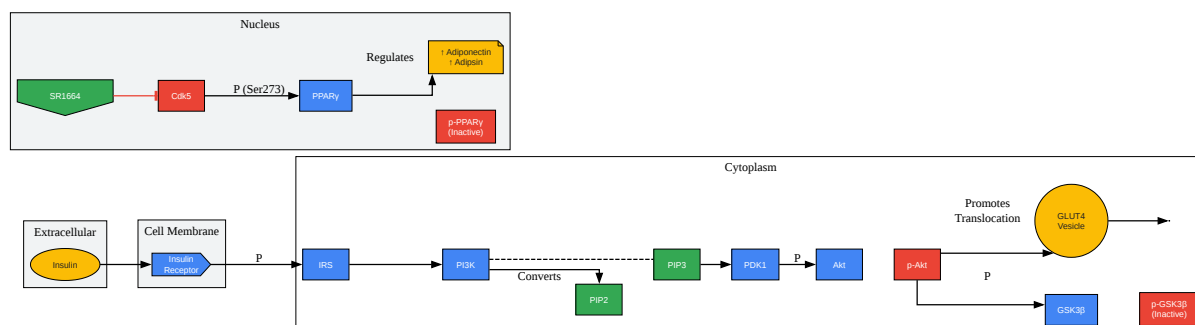 Nucleus
↑ Adiponectin
↑ Adipsin
Regulates
SR1664
Cdk5
P (Ser273)
PPARγ
p-PPARγ
(Inactive)
Cytoplasm
Extracellular
Cell Membrane
Promotes
Translocation
GLUT4
Vesicle
Insulin
Insulin
Receptor
P
IRS
PI3K
Converts
PIP2
PIP3
PDK1
P
Akt
p-Akt
P
GSK3β
p-GSK3β
(Inactive)